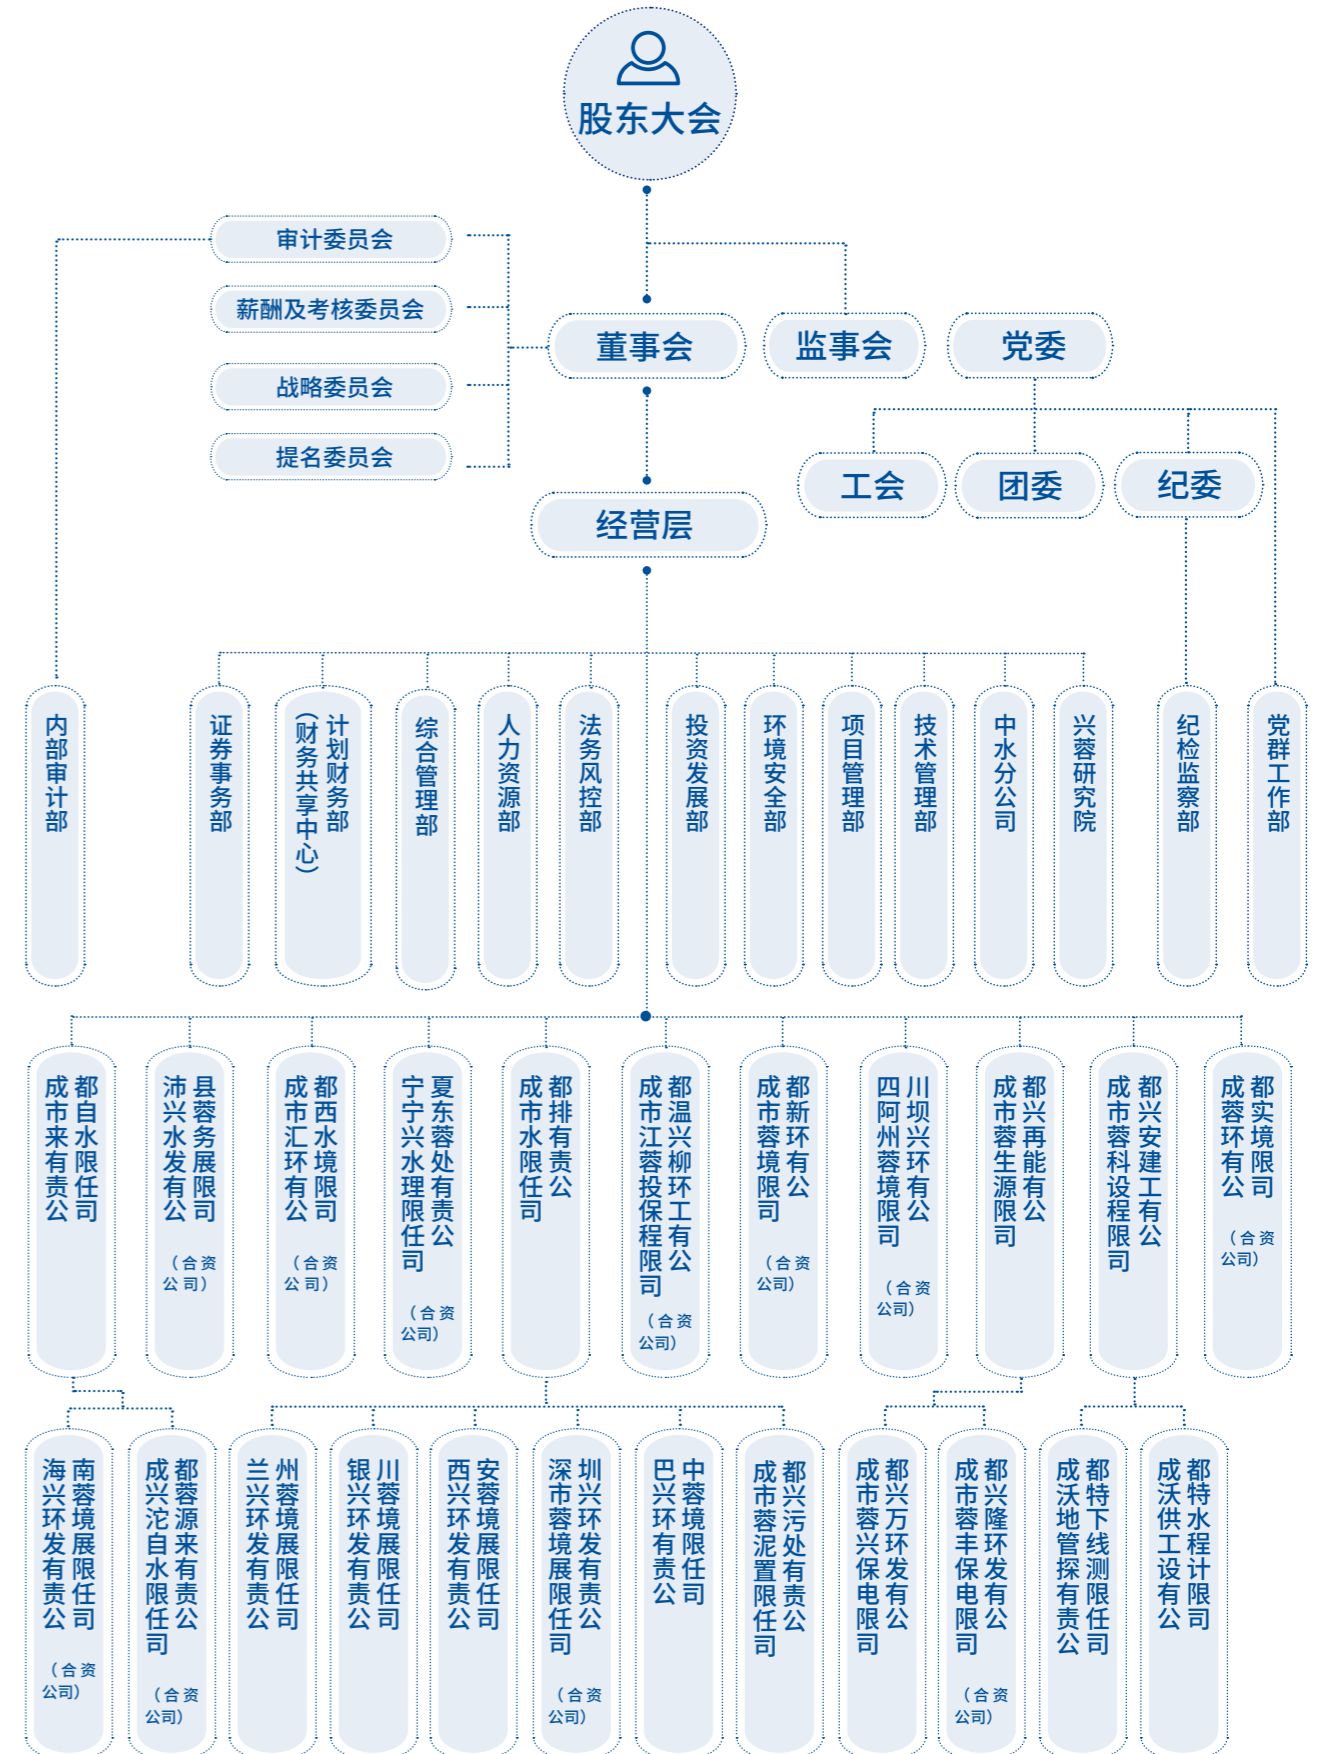 股东大会
审计委员会
薪酬及考核委员会
战略委员会
提名委员会
董事会
监事会
党委
工会
团委
纪委
经营层
内部审计部
证券事务部
计划财务部
（财务共享中心）
综合管理部
人力资源部
法务风控部
投资发展部
环境安全部
项目管理部
技术管理部
中水分公司
兴蓉研究院
纪检监察部
党群工作部
成都市自来水有限责任公司
沛县兴蓉水务发展有限公司
（合资公司）
成都市西汇水环境有限公司
（合资公司）
宁夏宁东兴蓉水处理有限责任公司
（合资公司）
成都市排水有限责任公司
成都市温江兴蓉柳投环保工程有限公司
（合资公司）
成都市新蓉环境有限公司
（合资公司）
四川阿坝州兴蓉环境有限公司
（合资公司）
成都市兴蓉再生能源有限公司
成都市兴蓉安科建设工程有限公司
成都蓉实环境有限公司
（合资公司）
海南兴蓉环境发展有限责任公司
（合资公司）
成都兴蓉沱源自来水有限责任公司
（合资公司）
兰州兴蓉环境发展有限责任公司
银川兴蓉环境发展有限责任公司
西安兴蓉环境发展有限责任公司
深圳市兴蓉环境发展有限责任公司
（合资公司）
巴中兴蓉环境有限责任公司
成都市兴蓉污泥处置有限责任公司
成都市兴蓉万兴环保发电有限公司
成都市兴蓉隆丰环保发电有限公司
（合资公司）
成都沃特地下管线探测有限责任公司
成都沃特供水工程设计有限公司